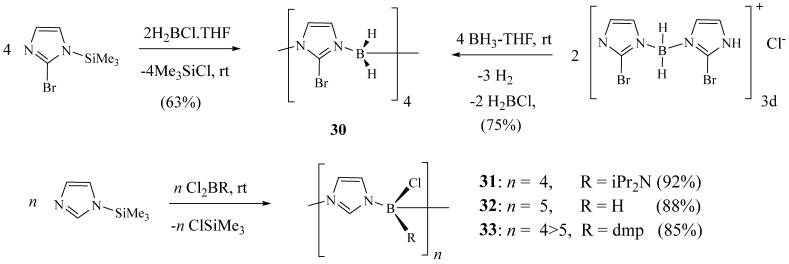 4 N N SiMe₃ Br
2H₂BCl.THF
-4Me₃SiCl, rt
(63%)
N N B H H Br 4
30
4 BH₃-THF, rt
-3 H₂
-2 H₂BCl,
(75%)
2 N N B H H N NH Br Br + Cl⁻
3d
n N N SiMe₃
n Cl₂BR, rt
-n ClSiMe₃
N N B Cl R n
31: n = 4, R = iPr₂N (92%)
32: n = 5, R = H (88%)
33: n = 4>5, R = dmp (85%)